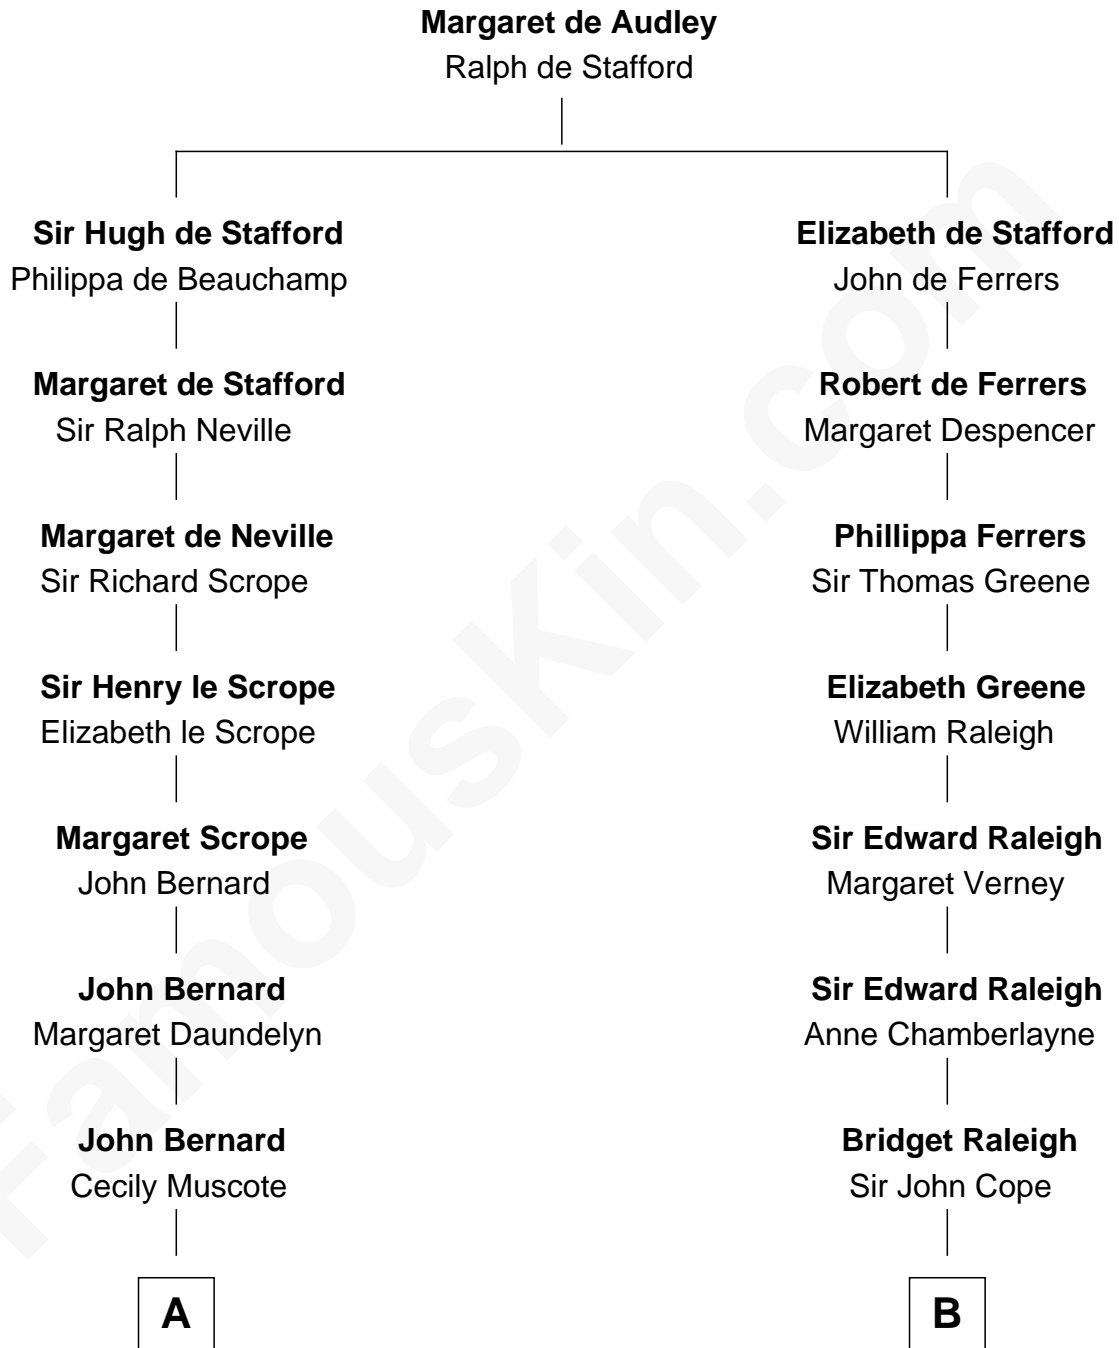 Margaret de Audley
Ralph de Stafford
Sir Hugh de Stafford
Philippa de Beauchamp
Margaret de Stafford
Sir Ralph Neville
Margaret de Neville
Sir Richard Scrope
Sir Henry le Scrope
Elizabeth le Scrope
Margaret Scrope
John Bernard
John Bernard
Margaret Daundelyn
John Bernard
Cecily Muscote
A
Elizabeth de Stafford
John de Ferrers
Robert de Ferrers
Margaret Despencer
Phillippa Ferrers
Sir Thomas Greene
Elizabeth Greene
William Raleigh
Sir Edward Raleigh
Margaret Verney
Sir Edward Raleigh
Anne Chamberlayne
Bridget Raleigh
Sir John Cope
B
FamousKin.com